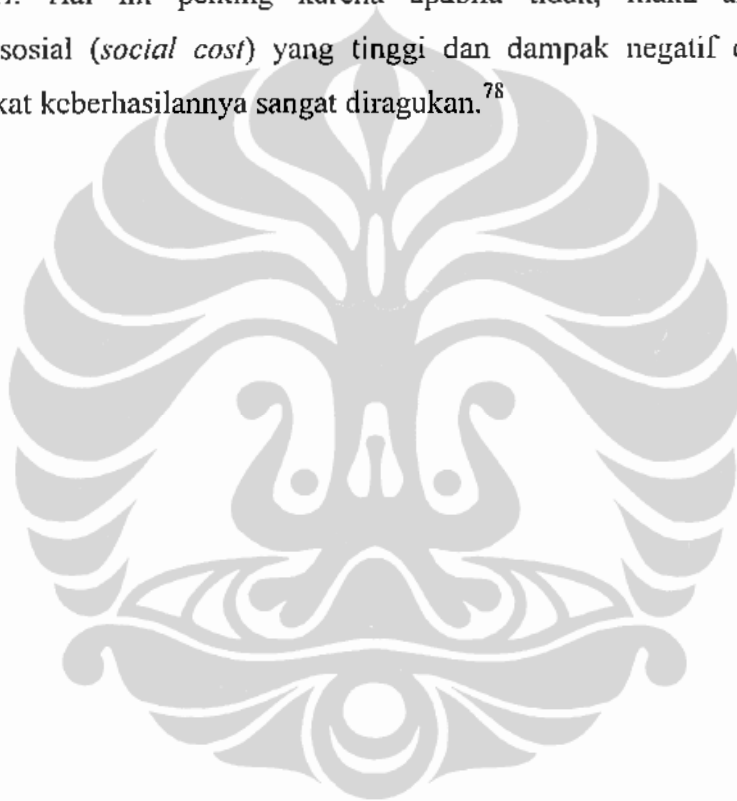 Hal ini penting karena apabila tidak, maka
sosial (social cost) yang tinggi dan dampak negatif
kat keberhasilannya sangat diragukan.78